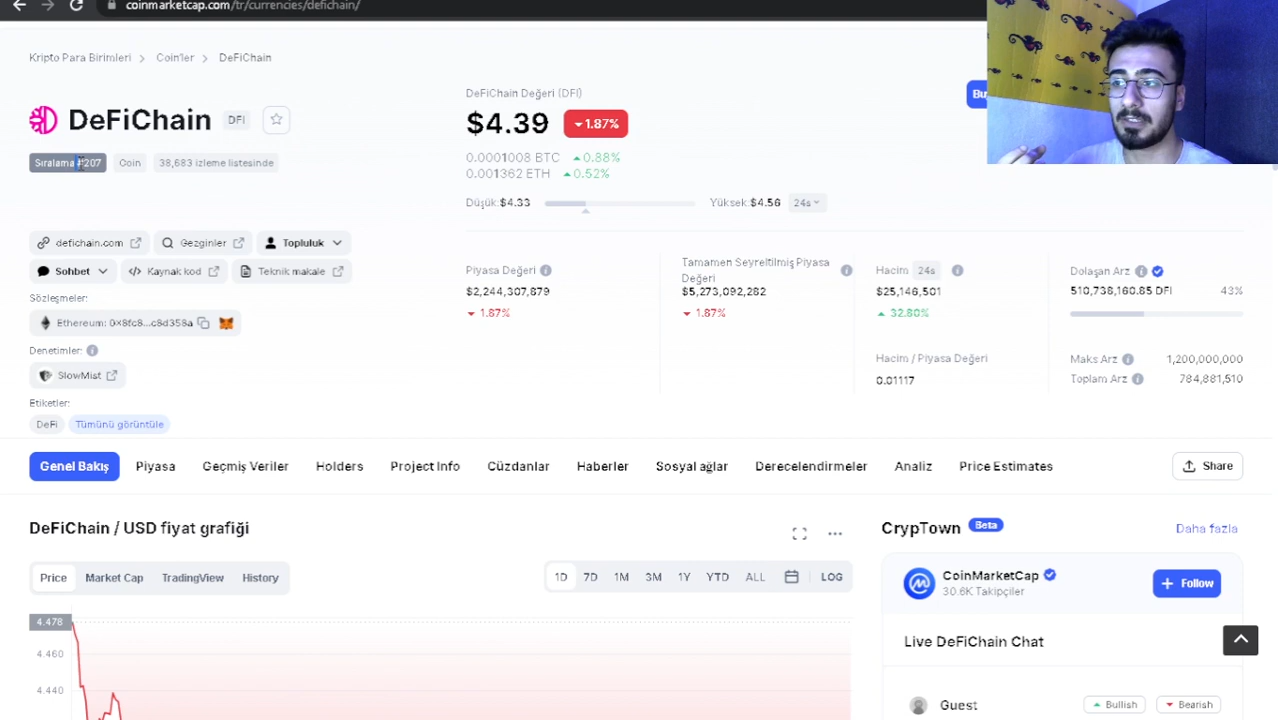 coinmarketcap.com/tr/currencies/defichain/
Kripto Para Birimleri > Coin'ler > DeFiChain
DeFiChain DFI
Sıralama #207 Coin 38,683 izleme listesinde
DeFiChain Değeri (DFI)
$4.39 1.87%
0.0001008 BTC 0.88%
0.001362 ETH 0.52%
Düşük:$4.33 Yüksek:$4.56 24s
Bu
defichain.com Gezginler Topluluk
Sohbet Kaynak kod Teknik makale
Sözleşmeler:
Ethereum: 0x8fc8...c8d358a
Denetimler:
SlowMist
Etiketler:
DeFi Tümünü görüntüle
Piyasa Değeri
$2,244,307,879
1.87%
Tamamen Seyreltilmiş Piyasa
Değeri
$5,273,092,282
1.87%
Hacim 24s
$25,146,501
32.80%
Hacim / Piyasa Değeri
0.01117
Dolaşan Arz
510,738,160.85 DFI 43%
Maks Arz 1,200,000,000
Toplam Arz 784,881,510
Genel Bakış Piyasa Geçmiş Veriler Holders Project Info Cüzdanlar Haberler Sosyal ağlar Derecelendirmeler Analiz Price Estimates Share
DeFiChain / USD fiyat grafiği
Price Market Cap TradingView History
1D 7D 1M 3M 1Y YTD ALL LOG
4.478
4.460
4.440
CrypTown Beta Daha fazla
CoinMarketCap
30.6K Takipçiler
+ Follow
Live DeFiChain Chat
Guest Bullish Bearish